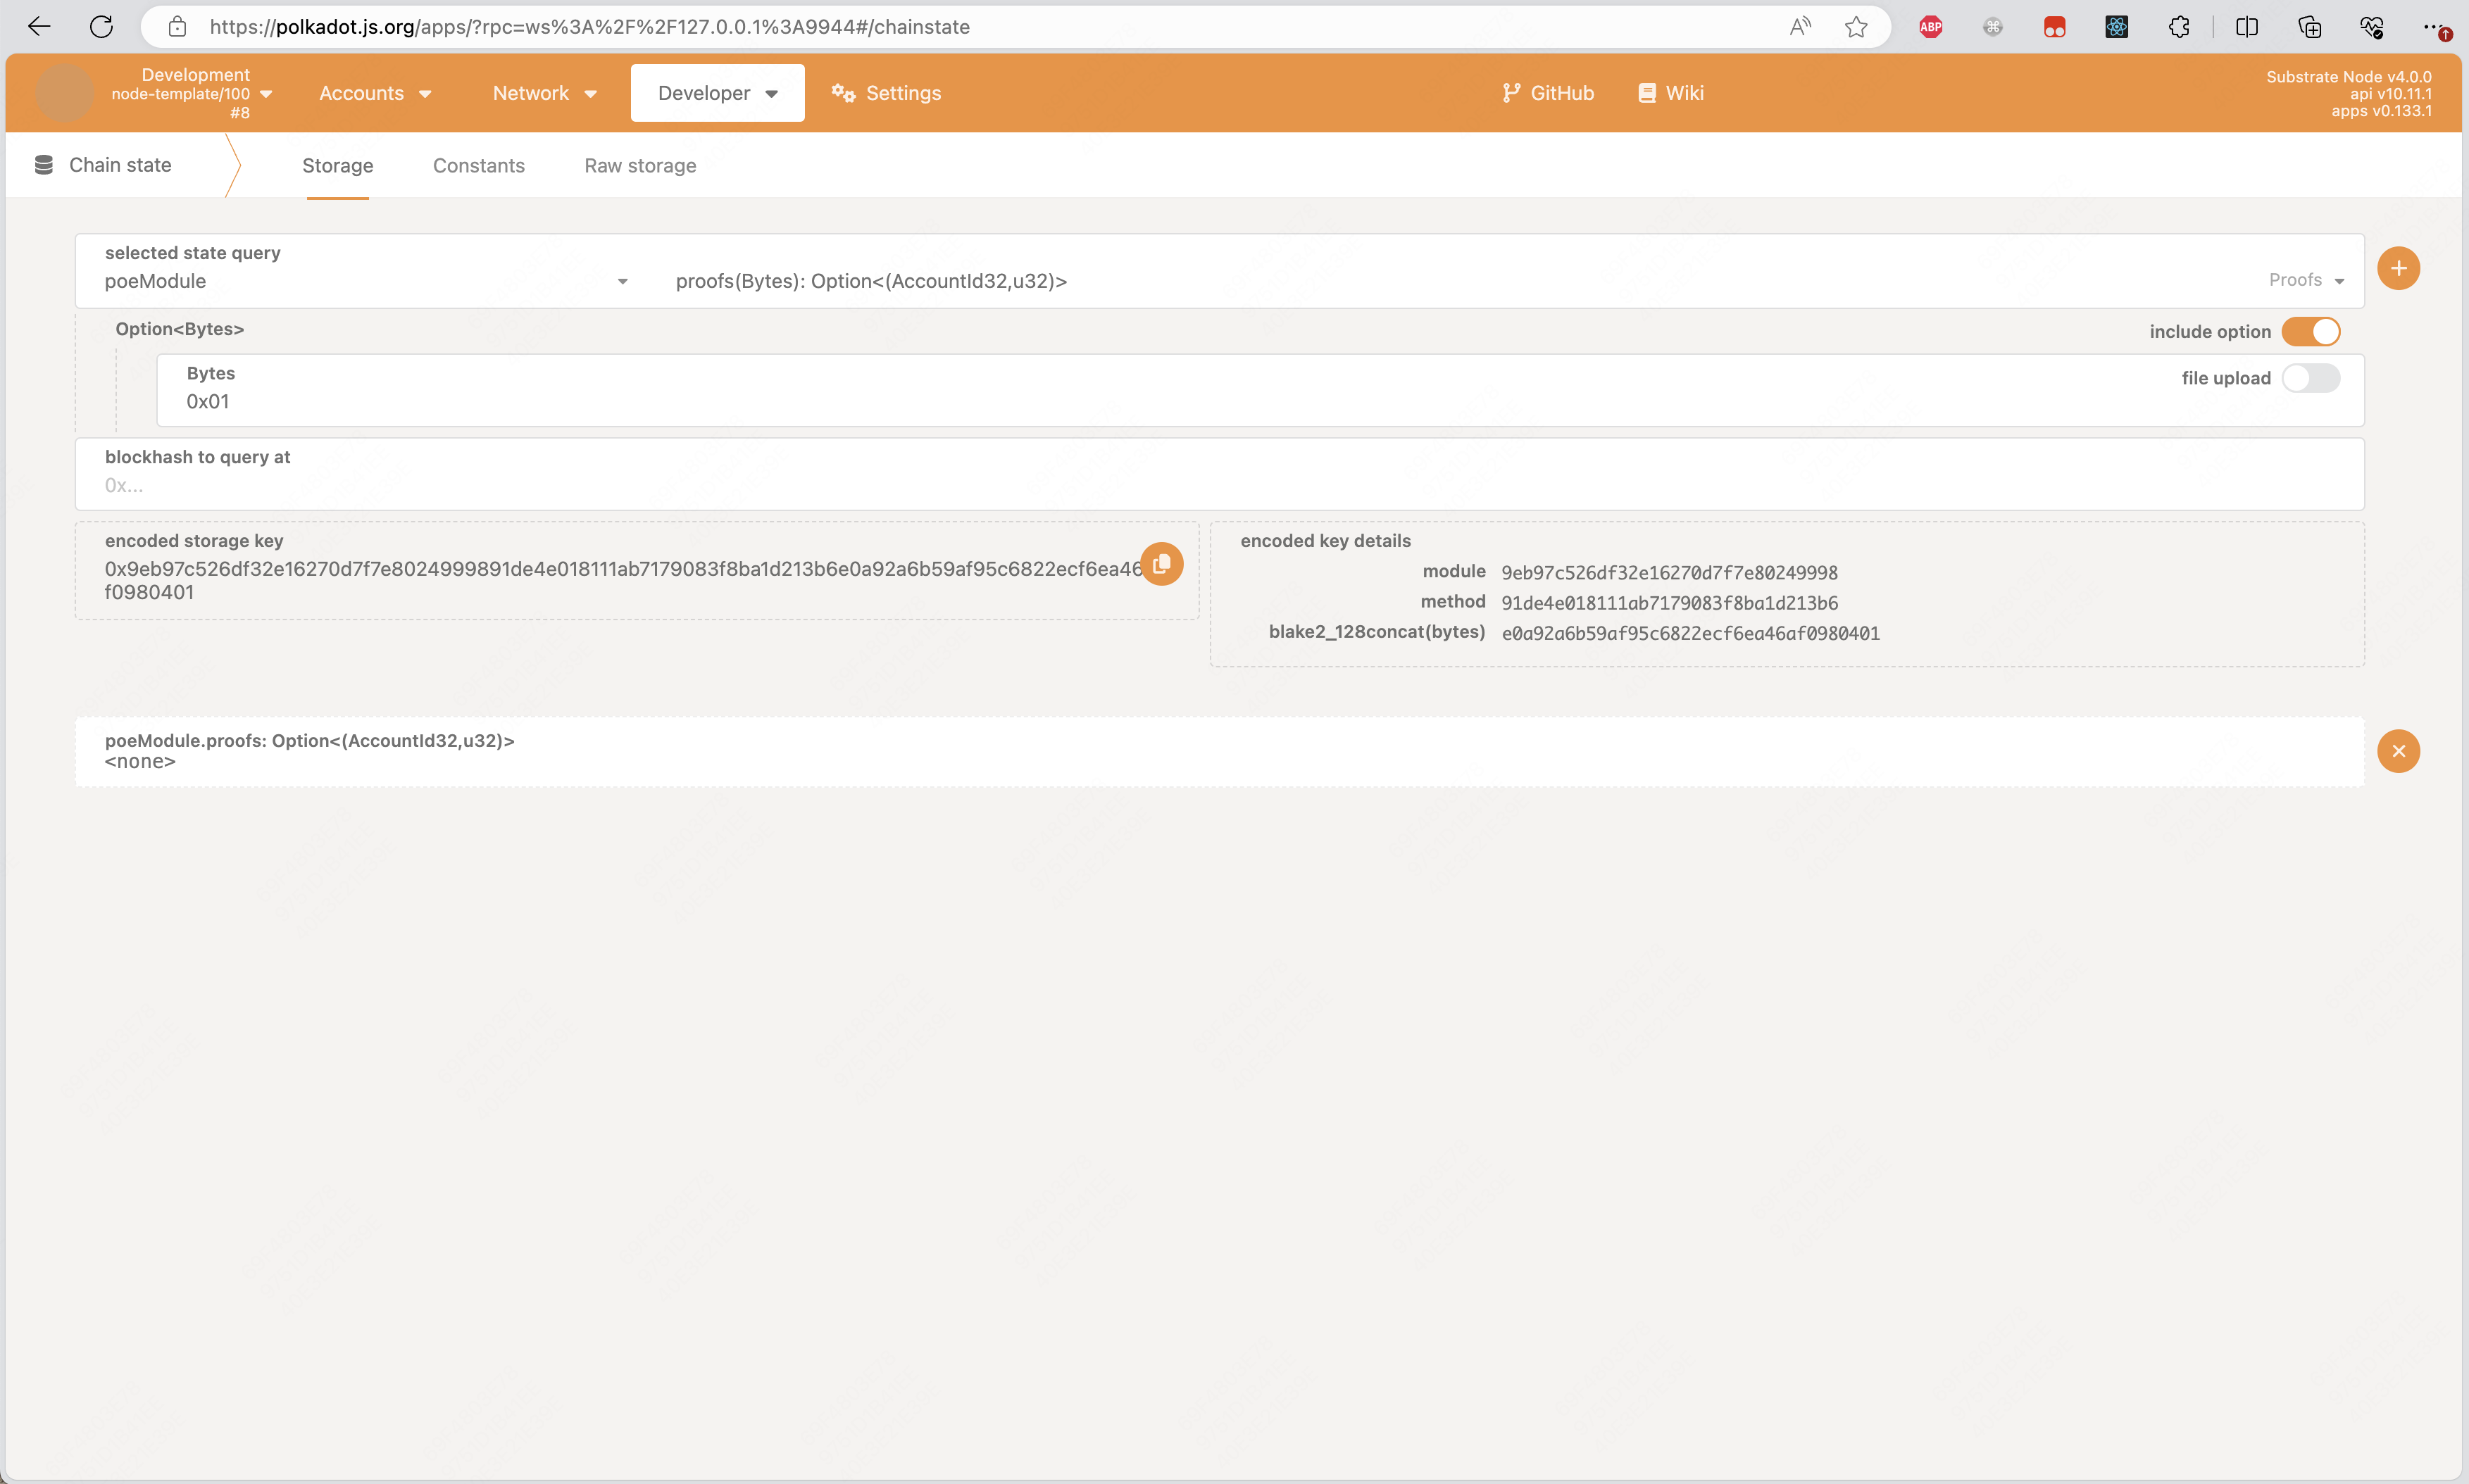 https://polkadot.js.org/apps/?rpc=ws%3A%2F%2F127.0.0.1%3A9944#/chainstate
ABP
Development
node-template/100
#8
Accounts
Network
Developer
Settings
GitHub
Wiki
Substrate Node v4.0.0
api v10.11.1
apps v0.133.1
Chain state
Storage
Constants
Raw storage
selected state query
poeModule
proofs(Bytes): Option<(AccountId32,u32)>
Proofs
Option<Bytes>
include option
Bytes
0x01
file upload
blockhash to query at
0x...
encoded storage key
0x9eb97c526df32e16270d7f7e8024999891de4e018111ab7179083f8ba1d213b6e0a92a6b59af95c6822ecf6ea46
f0980401
encoded key details
module 9eb97c526df32e16270d7f7e80249998
method 91de4e018111ab7179083f8ba1d213b6
blake2_128concat(bytes) e0a92a6b59af95c6822ecf6ea46af0980401
poeModule.proofs: Option<(AccountId32,u32)>
<none>